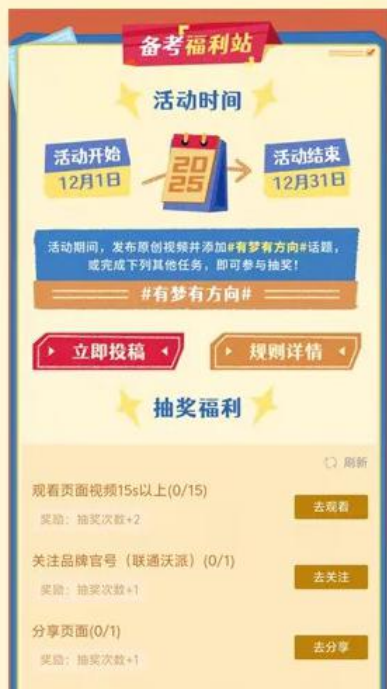 备考福利站
活动时间
活动开始
12月1日
2025
活动结束
12月31日
活动期间，发布原创视频并添加#有梦有方向#话题，
或完成下列其他任务，即可参与抽奖！
#有梦有方向#
立即投稿
规则详情
抽奖福利
刷新
观看页面视频15s以上(0/15)
奖励：抽奖次数+2
去观看
关注品牌官号（联通沃派）(0/1)
奖励：抽奖次数+1
去关注
分享页面(0/1)
奖励：抽奖次数+1
去分享